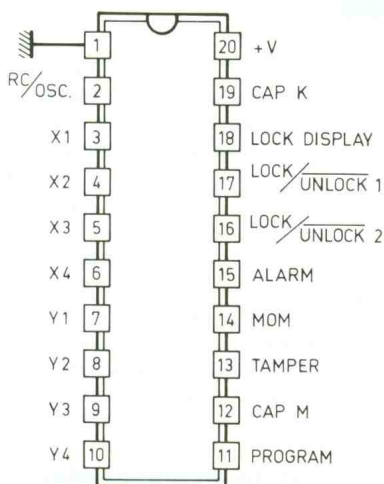 1 20 +V
RC/OSC. 2 19 CAP K
X1 3 18 LOCK DISPLAY
X2 4 17 LOCK/UNLOCK 1
X3 5 16 LOCK/UNLOCK 2
X4 6 15 ALARM
Y1 7 14 MOM
Y2 8 13 TAMPER
Y3 9 12 CAP M
Y4 10 11 PROGRAM